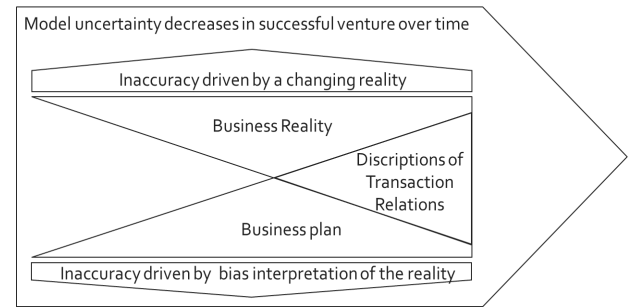 Model uncertainty decreases in successful venture over time
Inaccuracy driven by a changing reality
Business Reality
Discriptions of
Transaction
Relations
Business plan
Inaccuracy driven by bias interpretation of the reality